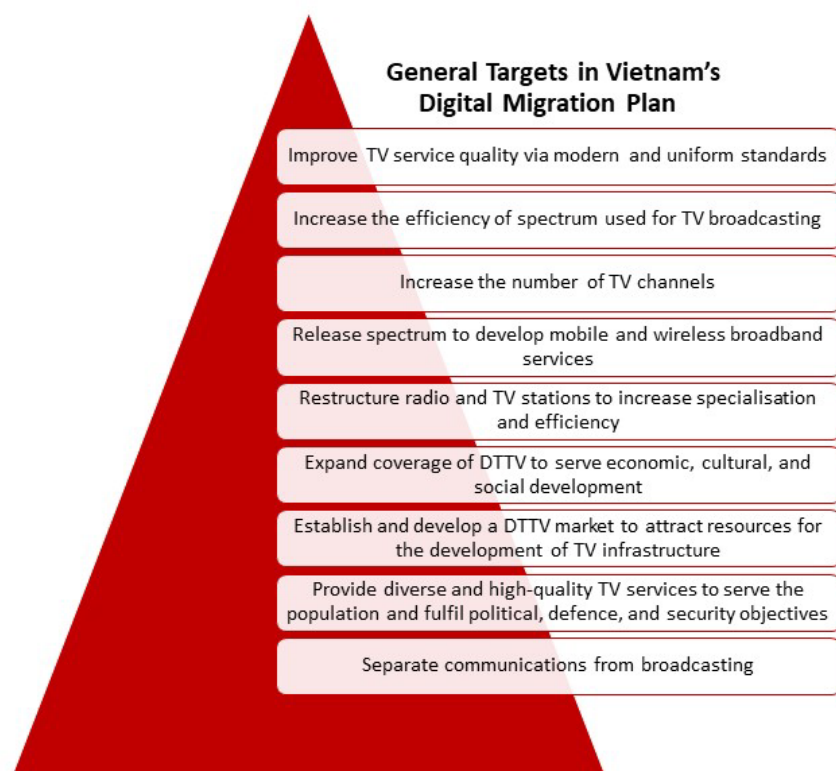 General Targets in Vietnam's
Digital Migration Plan
Improve TV service quality via modern and uniform standards
Increase the efficiency of spectrum used for TV broadcasting
Increase the number of TV channels
Release spectrum to develop mobile and wireless broadband
services
Restructure radio and TV stations to increase specialisation
and efficiency
Expand coverage of DTTV to serve economic, cultural, and
social development
Establish and develop a DTTV market to attract resources for
the development of TV infrastructure
Provide diverse and high-quality TV services to serve the
population and fulfil political, defence, and security objectives
Separate communications from broadcasting